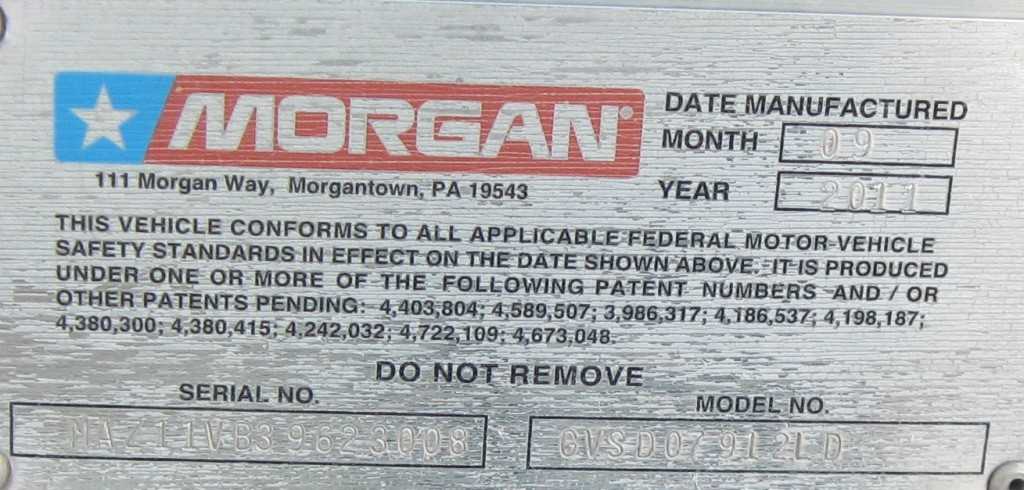 MORGAN®
111 Morgan Way, Morgantown, PA 19543
DATE MANUFACTURED
MONTH 09
YEAR 2011
THIS VEHICLE CONFORMS TO ALL APPLICABLE FEDERAL MOTOR VEHICLE
SAFETY STANDARDS IN EFFECT ON THE DATE SHOWN ABOVE. IT IS PRODUCED
UNDER ONE OR MORE OF THE FOLLOWING PATENT NUMBERS AND / OR
OTHER PATENTS PENDING: 4,403,804; 4,589,507; 3,986,317; 4,186,537; 4,198,187;
4,380,300; 4,380,415; 4,242,032; 4,722,109; 4,673,048.
DO NOT REMOVE
SERIAL NO.
MODEL NO.